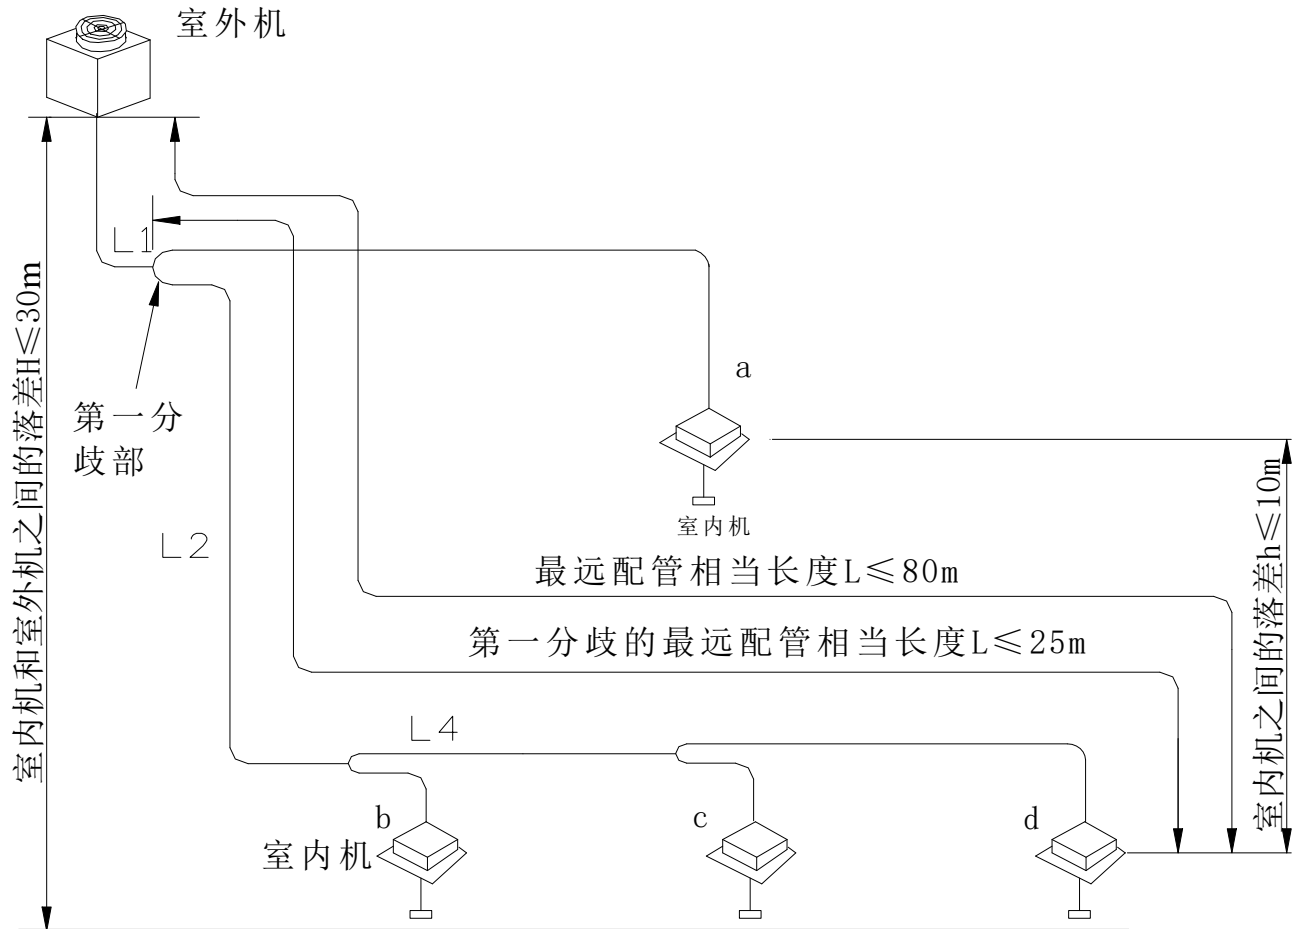 室外机
L1
第一分
歧部
室内机和室外机之间的落差H≤30m
L2
a
室内机
最远配管相当长度L≤80m
第一分歧的最远配管相当长度L≤25m
室内机之间的落差h≤10m
L4
b
c
d
室内机